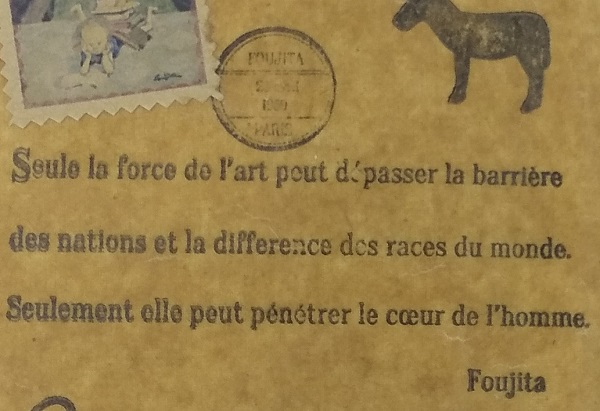 FOUJITA
PARIS
Seule la force de l'art peut dépasser la barrière
des nations et la difference des races du monde.
Seulement elle peut pénétrer le cœur de l'homme.
Foujita